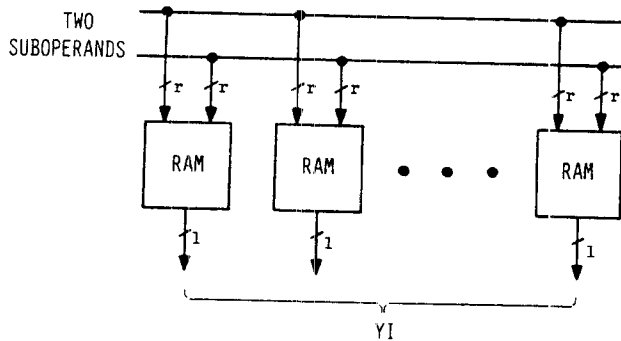 TWO
SUBOPERANDS
r r r r r r
RAM RAM RAM
1 1 1
YI